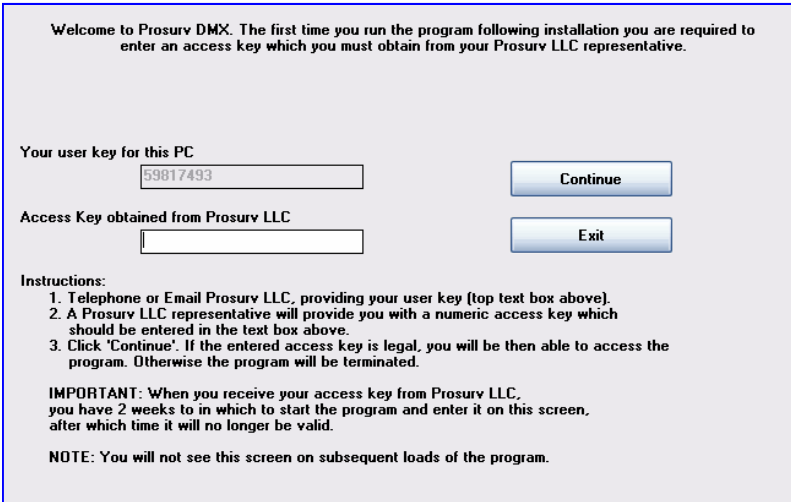 Welcome to Prosurv DMX. The first time you run the program following installation you are required to
enter an access key which you must obtain from your Prosurv LLC representative.
Your user key for this PC
59817493
Continue
Access Key obtained from Prosurv LLC
Exit
Instructions:
1. Telephone or Email Prosurv LLC, providing your user key (top text box above).
2. A Prosurv LLC representative will provide you with a numeric access key which
should be entered in the text box above.
3. Click 'Continue'. If the entered access key is legal, you will be then able to access the
program. Otherwise the program will be terminated.
IMPORTANT: When you receive your access key from Prosurv LLC,
you have 2 weeks to in which to start the program and enter it on this screen,
after which time it will no longer be valid.
NOTE: You will not see this screen on subsequent loads of the program.